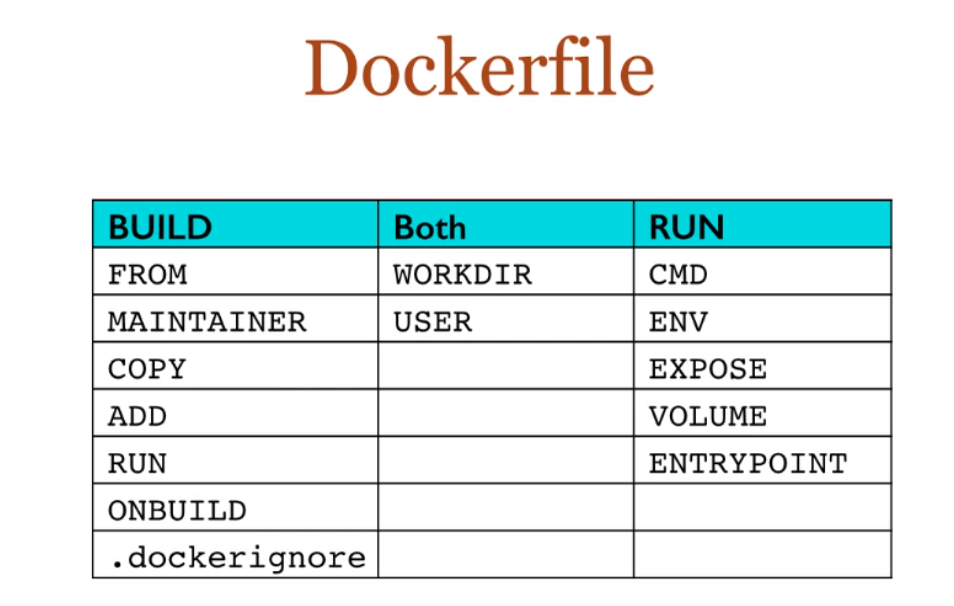 Dockerfile
BUILD Both RUN
FROM WORKDIR CMD
MAINTAINER USER ENV
COPY EXPOSE
ADD VOLUME
RUN ENTRYPOINT
ONBUILD
.dockerignore